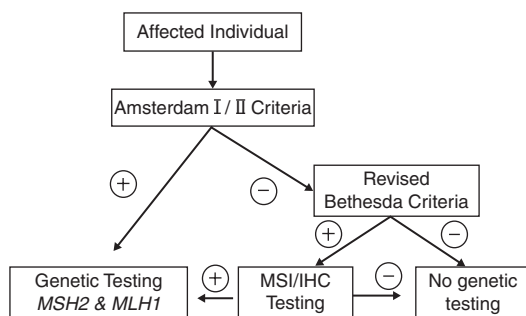 Affected Individual
Amsterdam Ⅰ/Ⅱ Criteria
+
−
Revised
Bethesda Criteria
+
−
Genetic Testing
MSH2 & MLH1
+
MSI/IHC
Testing
−
No genetic
testing